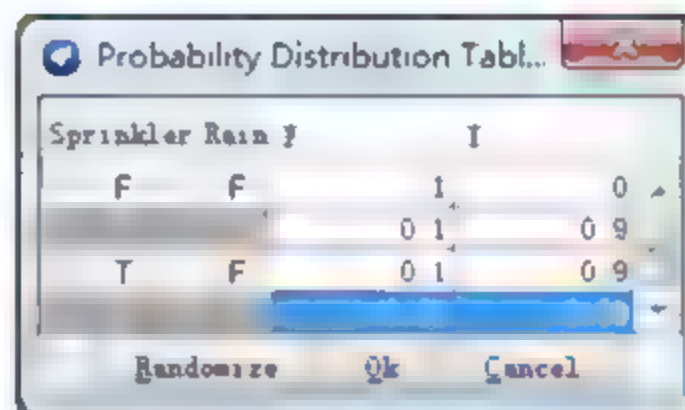 Probability Distribution Tabl...
Sprinkler Rain F T
F F 1 0
0.1 0.9
T F 0.1 0.9
Randomize Ok Cancel